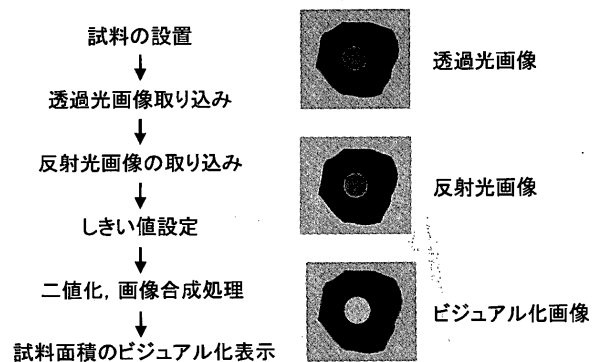 試料の設置
透過光画像取り込み
反射光画像の取り込み
しきい値設定
二値化，画像合成処理
試料面積のビジュアル化表示
透過光画像
反射光画像
ビジュアル化画像